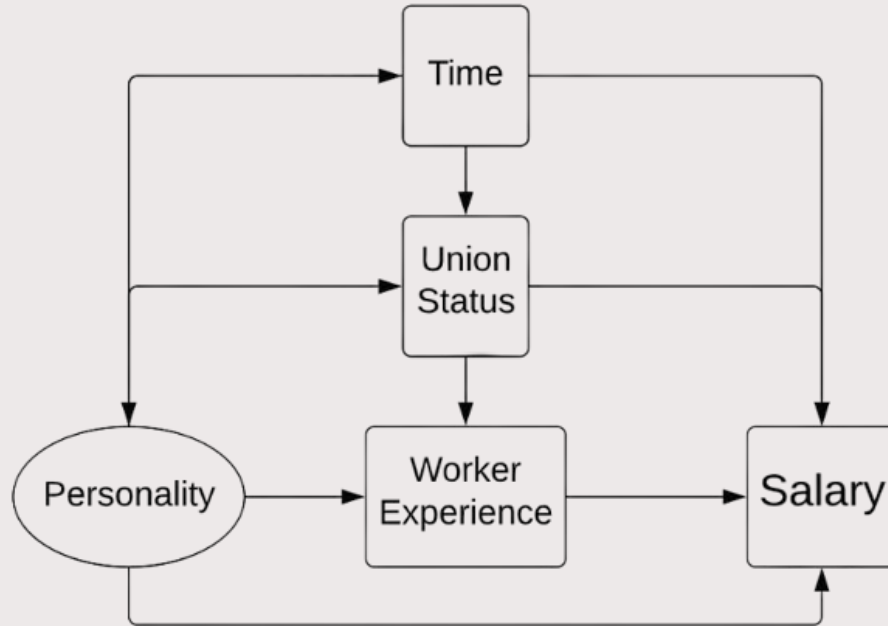 Time
Union
Status
Personality
Worker
Experience
Salary